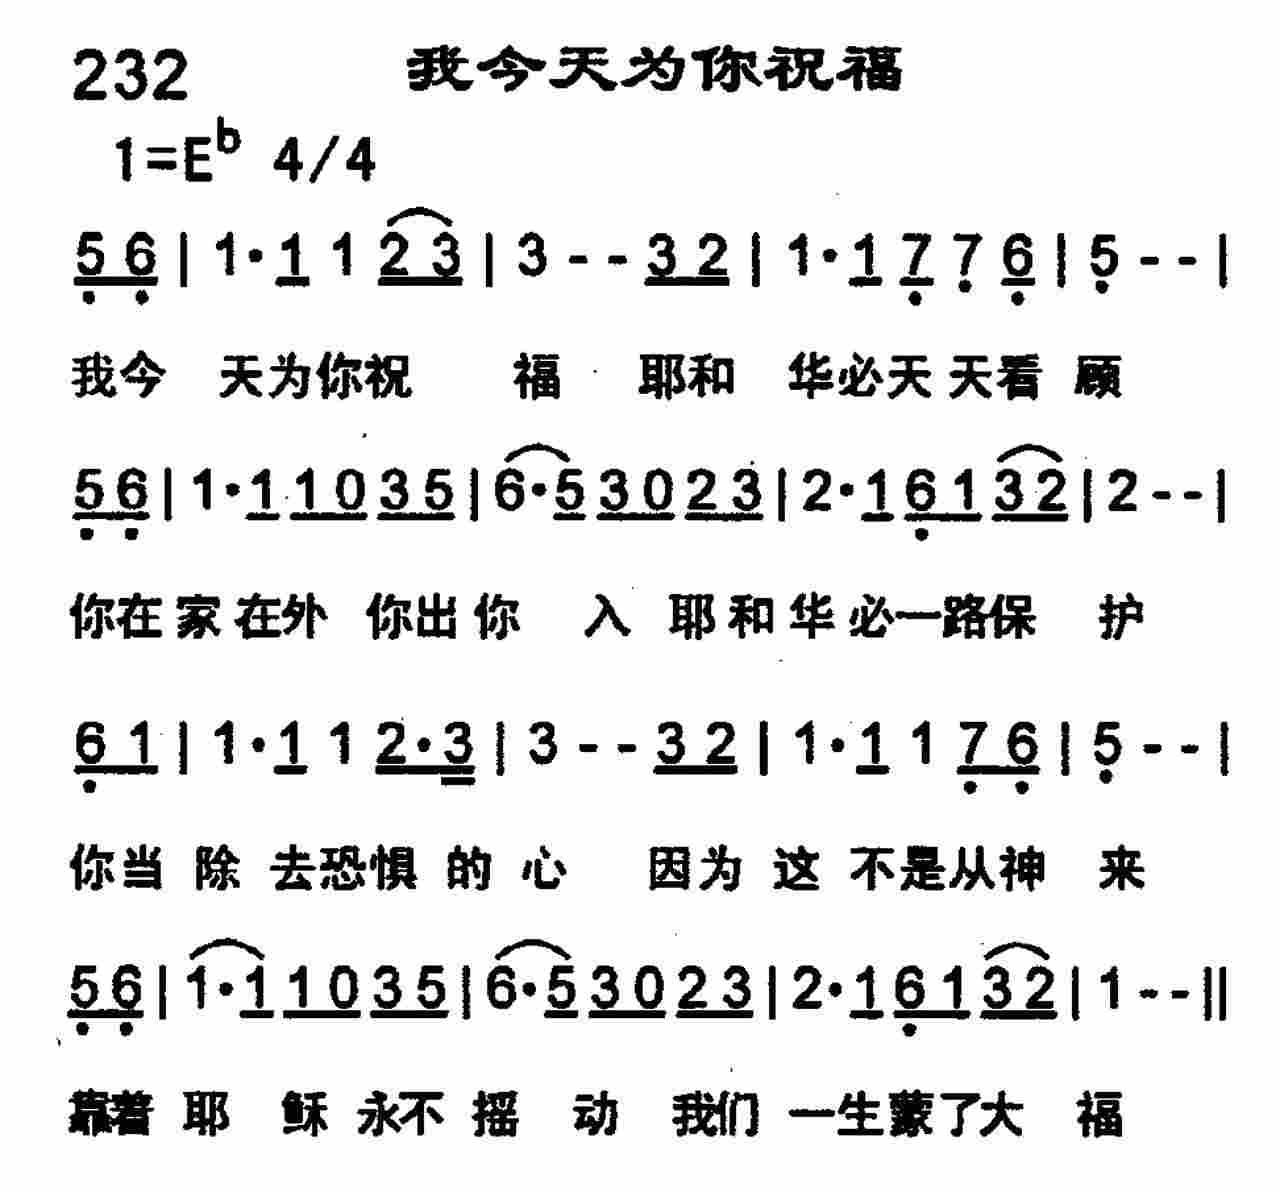 232 我今天为你祝福
1=E♭ 4/4
5̣ 6̣ | 1· 1 1 2 3 | 3 - - 3 2 | 1· 1 7̣ 7̣ 6̣ | 5̣ - - |
我今 天为你祝 福 耶和 华必天天看 顾
5̣ 6̣ | 1· 1 1 0 3 5 | 6· 5 3 0 2 3 | 2· 1 6̣ 1 3 2 | 2 - - |
你在家在外 你出你 入 耶和华必一路保 护
6̣ 1 | 1· 1 1 2· 3 | 3 - - 3 2 | 1· 1 1 7̣ 6̣ | 5̣ - - |
你当 除 去恐惧 的 心 因为 这 不是从神 来
5̣ 6̣ | 1· 1 1 0 3 5 | 6· 5 3 0 2 3 | 2· 1 6̣ 1 3 2 | 1 - - ||
靠着 耶 稣 永不 摇 动 我们 一生蒙了大 福